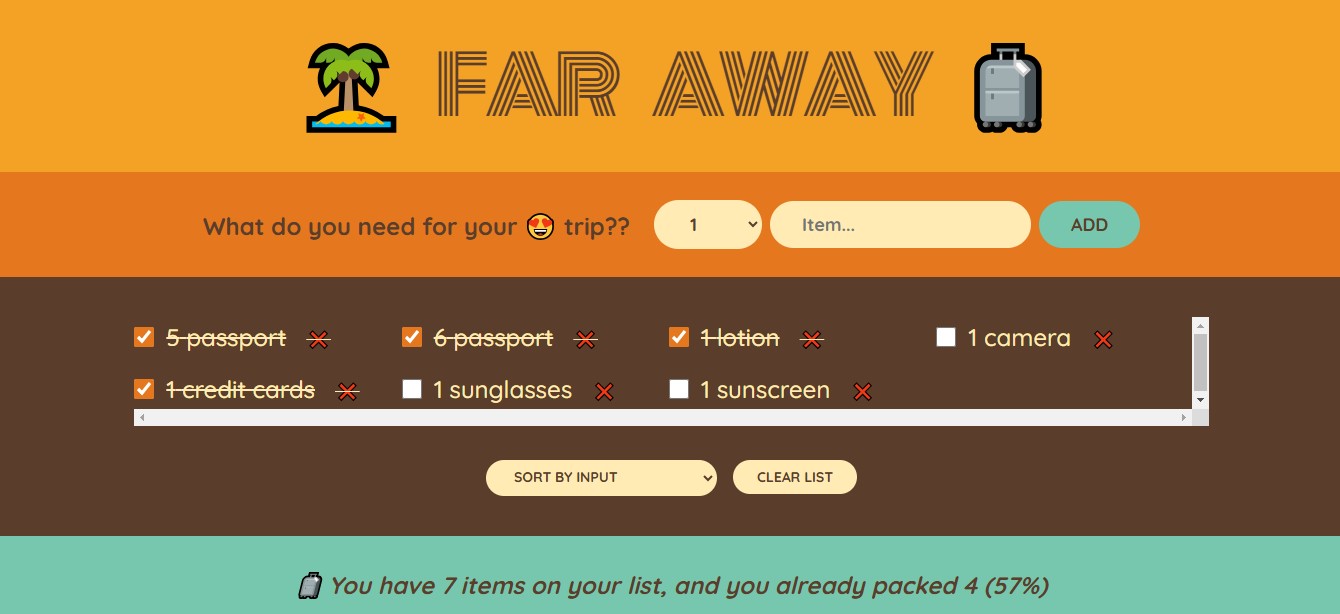 FAR AWAY
What do you need for your 😍 trip??
1
Item...
ADD
5 passport
6 passport
1 lotion
1 camera
1 credit cards
1 sunglasses
1 sunscreen
SORT BY INPUT
CLEAR LIST
You have 7 items on your list, and you already packed 4 (57%)